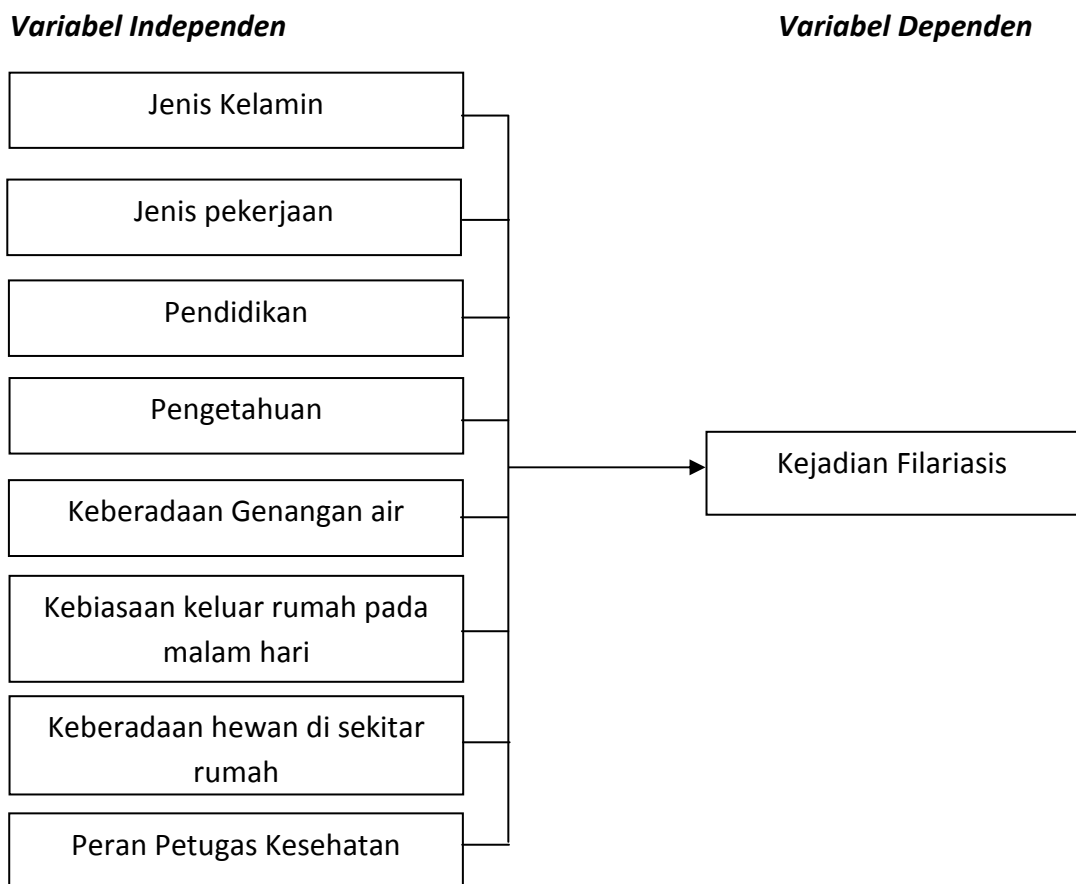 Variabel Independen
Variabel Dependen
Jenis Kelamin
Jenis pekerjaan
Pendidikan
Pengetahuan
Kejadian Filariasis
Keberadaan Genangan air
Kebiasaan keluar rumah pada
malam hari
Keberadaan hewan di sekitar
rumah
Peran Petugas Kesehatan